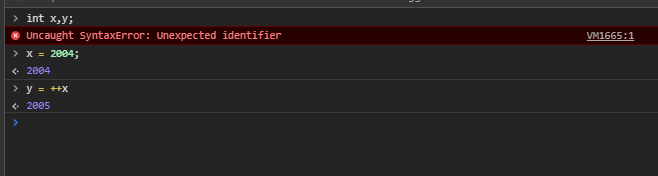 > int x,y;
Uncaught SyntaxError: Unexpected identifier VM1665:1
> x = 2004;
< 2004
> y = ++x
< 2005
>